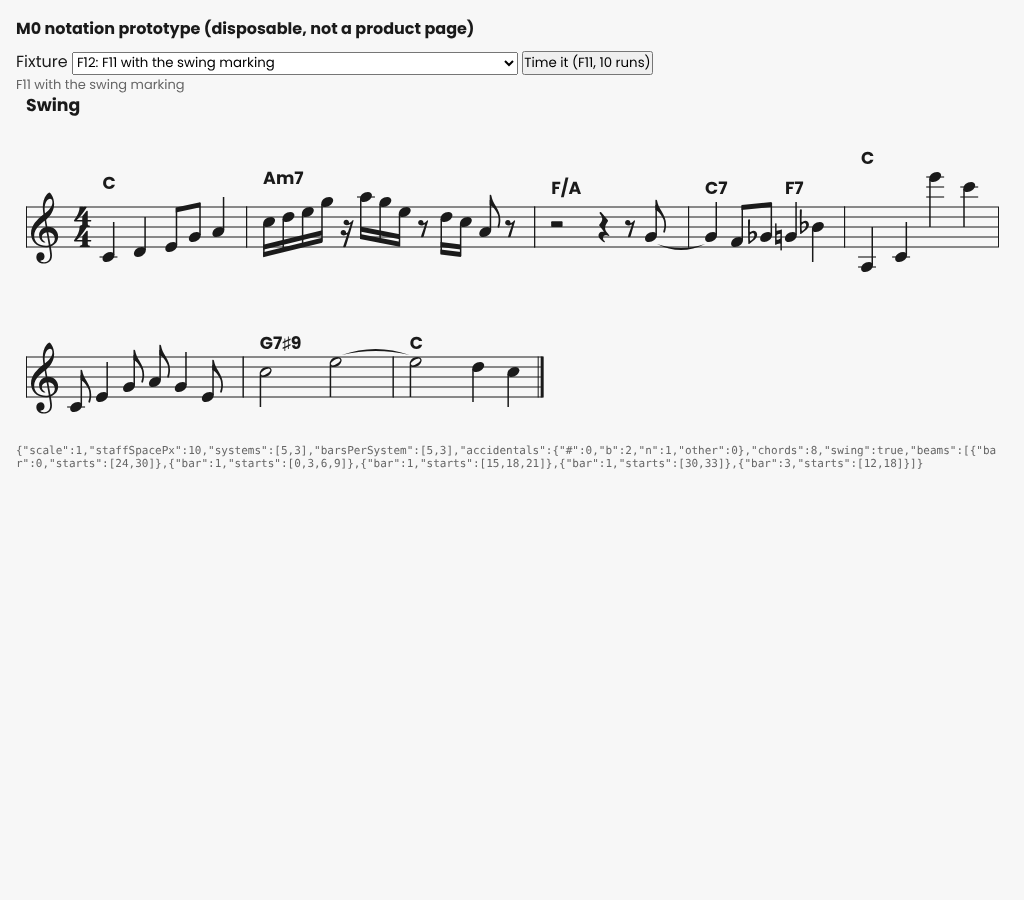 M0 notation prototype (disposable, not a product page)
Fixture F12: F11 with the swing marking Time it (F11, 10 runs)
F11 with the swing marking
Swing
C Am7 F/A C7 F7 C
4
4
G7♯9 C
{"scale":1,"staffSpacePx":10,"systems":[5,3],"barsPerSystem":[5,3],"accidentals":{"#":0,"b":2,"n":1,"other":0},"chords":8,"swing":true,"beams":[{"ba
r":0,"starts":[24,30]},{"bar":1,"starts":[0,3,6,9]},{"bar":1,"starts":[15,18,21]},{"bar":1,"starts":[30,33]},{"bar":3,"starts":[12,18]}]}